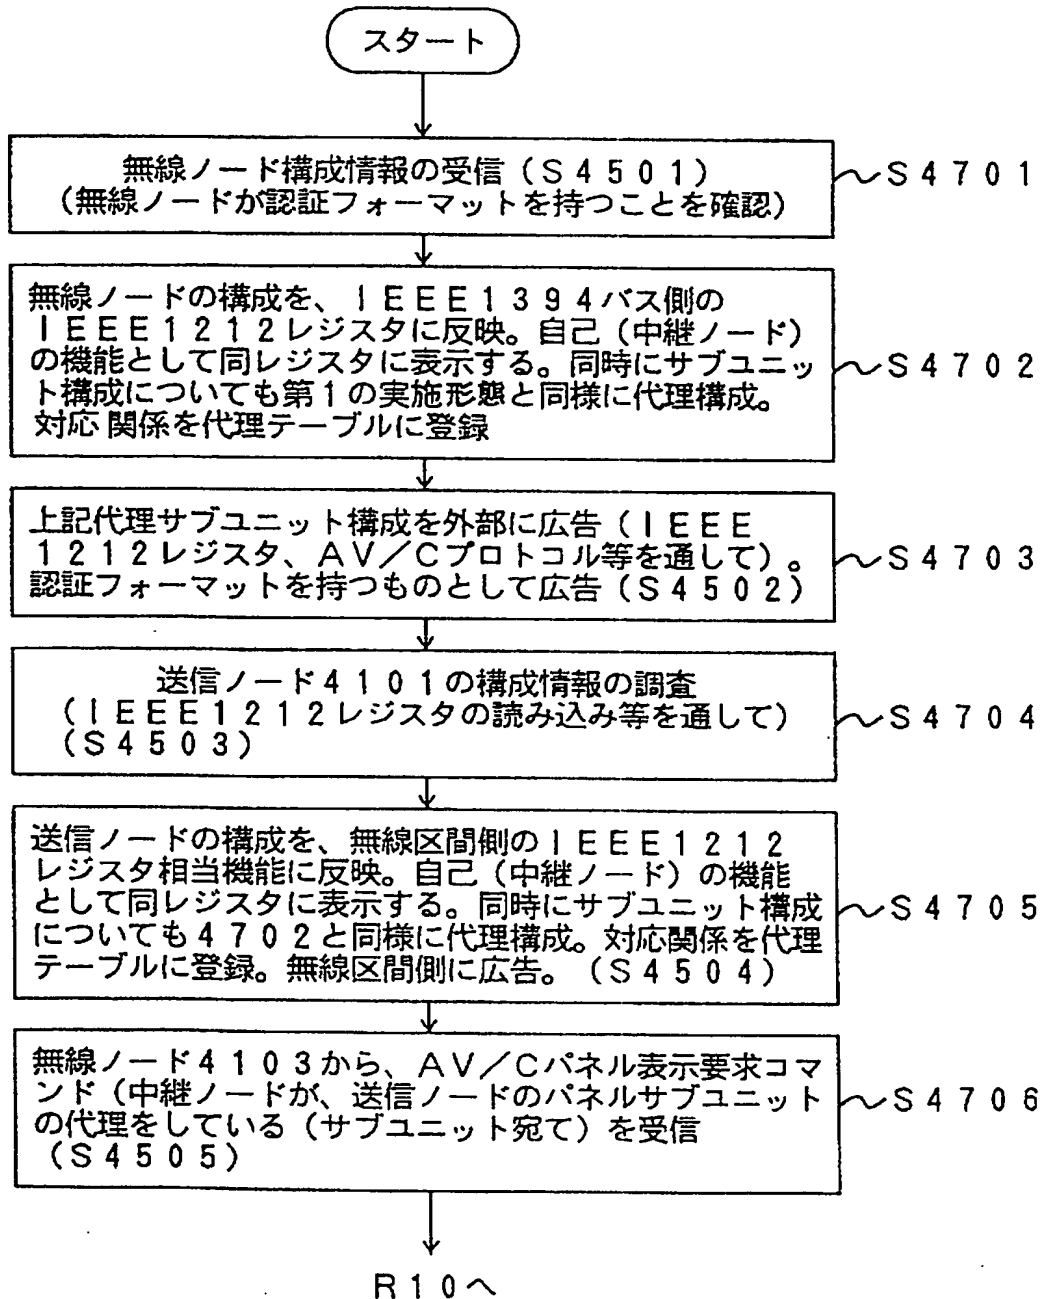 スタート
無線ノード構成情報の受信(S4501)
(無線ノードが認証フォーマットを持つことを確認)
S4701
無線ノードの構成を、IEEE1394バス側の
IEEE1212レジスタに反映。自己(中継ノード)
の機能として同レジスタに表示する。同時にサブユニッ
ト構成についても第1の実施形態と同様に代理構成。
対応関係を代理テーブルに登録
S4702
上記代理サブユニット構成を外部に広告(IEEE
1212レジスタ、AV/Cプロトコル等を通して)。
認証フォーマットを持つものとして広告(S4502)
S4703
送信ノード4101の構成情報の調査
(IEEE1212レジスタの読み込み等を通して)
(S4503)
S4704
送信ノードの構成を、無線区間側のIEEE1212
レジスタ相当機能に反映。自己(中継ノード)の機能
として同レジスタに表示する。同時にサブユニット構成
についても4702と同様に代理構成。対応関係を代理
テーブルに登録。無線区間側に広告。(S4504)
S4705
無線ノード4103から、AV/Cパネル表示要求コマ
ンド(中継ノードが、送信ノードのパネルサブユニット
の代理をしている(サブユニット宛て)を受信
(S4505)
S4706
R10へ